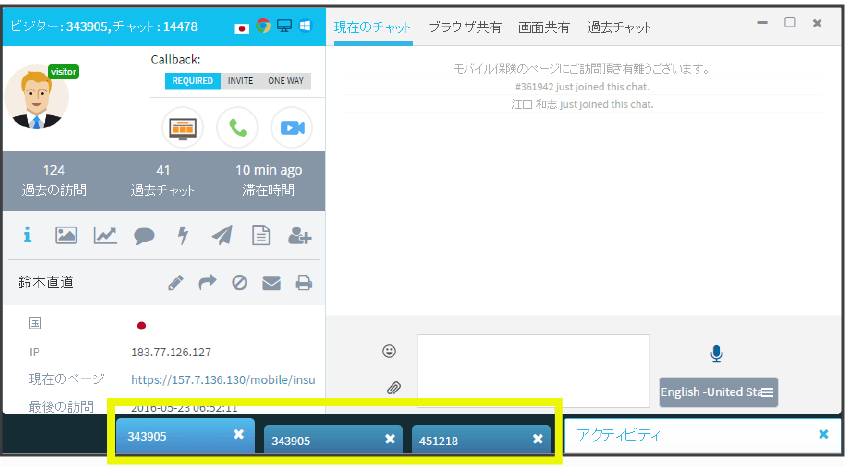 ビジター: 343905,チャット: 14478
現在のチャット ブラウザ共有 画面共有 過去チャット
visitor
Callback:
REQUIRED INVITE ONE WAY
モバイル保険のページにご訪問頂き有難うございます。
#361942 just joined this chat.
江口 和志 just joined this chat.
124 41 10 min ago
過去の訪問 過去チャット 滞在時間
鈴木直道
国
IP 183.77.126.127
現在のページ https://157.7.136.130/mobile/insu
最後の訪問 2016-05-23 06:52:11
English -United Sta
343905 343905 451218
アクティビティ